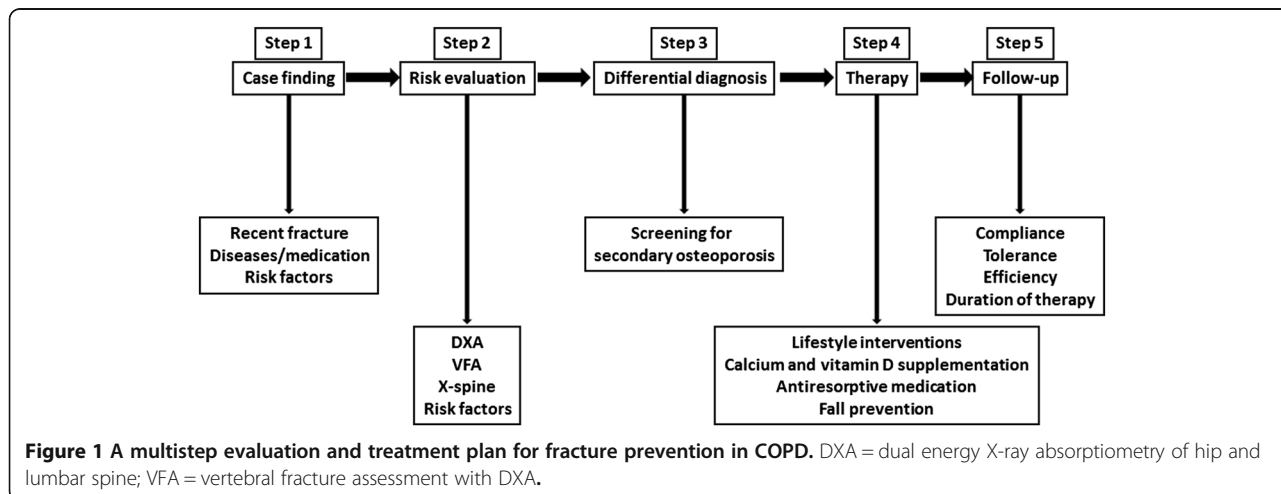 Step 1
Step 2
Step 3
Step 4
Step 5
Case finding
Risk evaluation
Differential diagnosis
Therapy
Follow-up
Recent fracture
Diseases/medication
Risk factors
DXA
VFA
X-spine
Risk factors
Screening for
secondary osteoporosis
Lifestyle interventions
Calcium and vitamin D supplementation
Antiresorptive medication
Fall prevention
Compliance
Tolerance
Efficiency
Duration of therapy
Figure 1 A multistep evaluation and treatment plan for fracture prevention in COPD. DXA = dual energy X-ray absorptiometry of hip and
lumbar spine; VFA = vertebral fracture assessment with DXA.